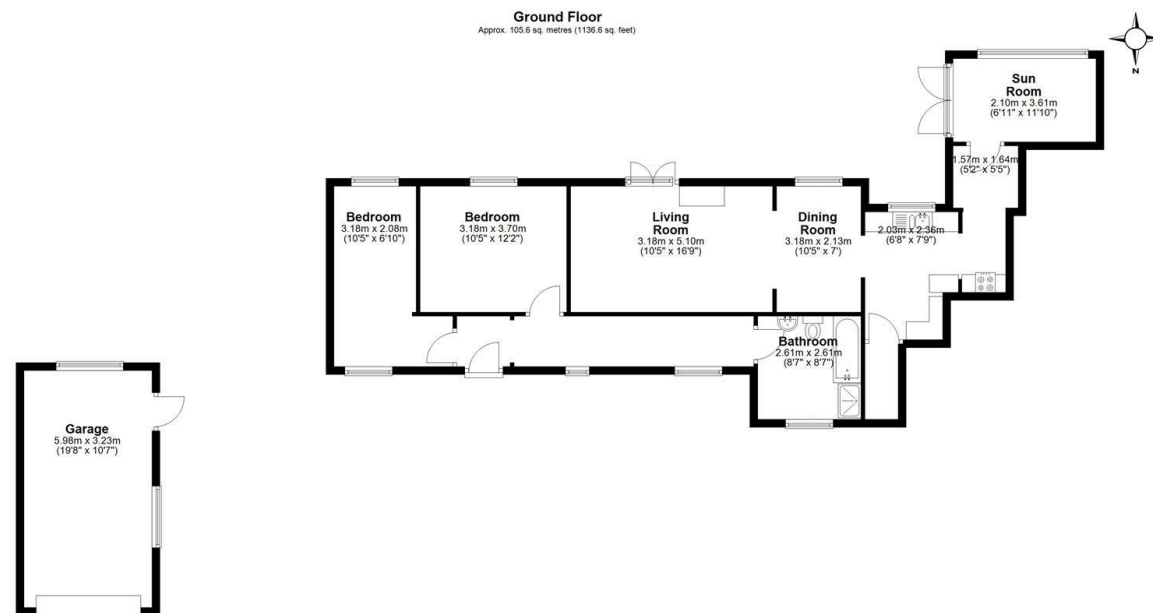 Ground Floor
Approx. 105.6 sq. metres (1136.6 sq. feet)
N
Sun
Room
2.10m x 3.61m
(6'11" x 11'10")
1.57m x 1.64m
(5'2" x 5'5")
Bedroom
3.18m x 2.08m
(10'5" x 6'10")
Bedroom
3.18m x 3.70m
(10'5" x 12'2")
Living
Room
3.18m x 5.10m
(10'5" x 16'9")
Dining
Room
3.18m x 2.13m
(10'5" x 7')
2.03m x 2.36m
(6'8" x 7'9")
Bathroom
2.61m x 2.61m
(8'7" x 8'7")
Garage
5.98m x 3.23m
(19'8" x 10'7")